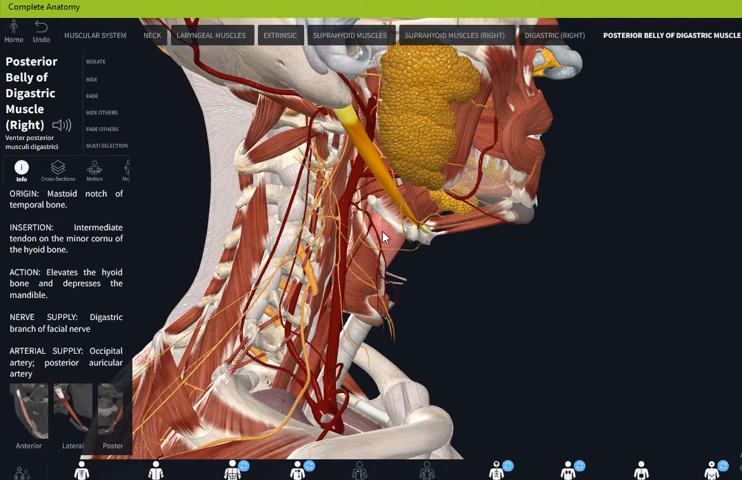 Complete Anatomy
Home
Undo
MUSCULAR SYSTEM
NECK
LARYNGEAL MUSCLES
EXTRINSIC
SUPRAHYOID MUSCLES
SUPRAHYOID MUSCLES (RIGHT)
DIGASTRIC (RIGHT)
POSTERIOR BELLY OF DIGASTRIC MUSCLE
Posterior
Belly of
Digastric
Muscle
(Right)
Venter posterior
musculi digastrici
ISOLATE
HIDE
FADE
HIDE OTHERS
FADE OTHERS
MULTI SELECTION
Info
Cross-Sections
Motion
ORIGIN: Mastoid notch of
temporal bone.
INSERTION: Intermediate
tendon on the minor cornu of
the hyoid bone.
ACTION: Elevates the hyoid
bone and depresses the
mandible.
NERVE SUPPLY: Digastric
branch of facial nerve
ARTERIAL SUPPLY: Occipital
artery; posterior auricular
artery
Anterior
Lateral
Poster